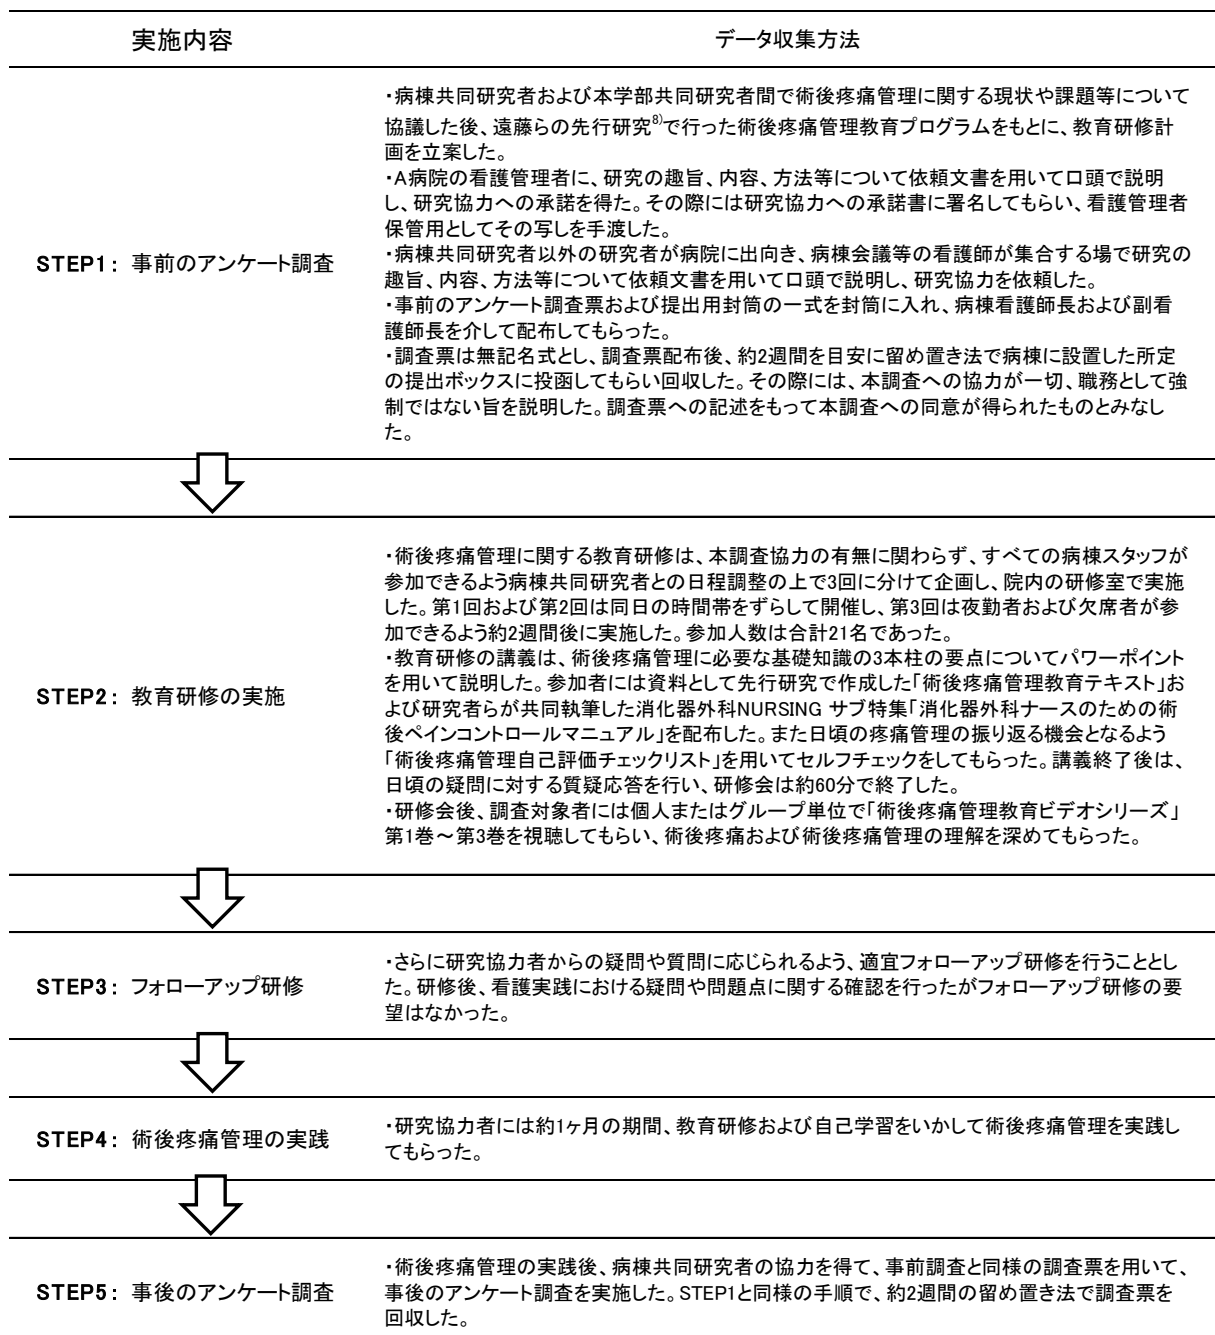 実施内容
データ収集方法
STEP1： 事前のアンケート調査
・病棟共同研究者および本学部共同研究者間で術後疼痛管理に関する現状や課題等について
協議した後、遠藤らの先行研究8)で行った術後疼痛管理教育プログラムをもとに、教育研修計
画を立案した。
・A病院の看護管理者に、研究の趣旨、内容、方法等について依頼文書を用いて口頭で説明
し、研究協力への承諾を得た。その際には研究協力への承諾書に署名してもらい、看護管理者
保管用としてその写しを手渡した。
・病棟共同研究者以外の研究者が病院に出向き、病棟会議等の看護師が集合する場で研究の
趣旨、内容、方法等について依頼文書を用いて口頭で説明し、研究協力を依頼した。
・事前のアンケート調査票および提出用封筒の一式を封筒に入れ、病棟看護師長および副看
護師長を介して配布してもらった。
・調査票は無記名式とし、調査票配布後、約2週間を目安に留め置き法で病棟に設置した所定
の提出ボックスに投函してもらい回収した。その際には、本調査への協力が一切、職務として強
制ではない旨を説明した。調査票への記述をもって本調査への同意が得られたものとみなし
た。
STEP2： 教育研修の実施
・術後疼痛管理に関する教育研修は、本調査協力の有無に関わらず、すべての病棟スタッフが
参加できるよう病棟共同研究者との日程調整の上で3回に分けて企画し、院内の研修室で実施
した。第1回および第2回は同日の時間帯をずらして開催し、第3回は夜勤者および欠席者が参
加できるよう約2週間後に実施した。参加人数は合計21名であった。
・教育研修の講義は、術後疼痛管理に必要な基礎知識の3本柱の要点についてパワーポイント
を用いて説明した。参加者には資料として先行研究で作成した「術後疼痛管理教育テキスト」お
よび研究者らが共同執筆した消化器外科NURSING サブ特集「消化器外科ナースのための術
後ペインコントロールマニュアル」を配布した。また日頃の疼痛管理の振り返る機会となるよう
「術後疼痛管理自己評価チェックリスト」を用いてセルフチェックをしてもらった。講義終了後は、
日頃の疑問に対する質疑応答を行い、研修会は約60分で終了した。
・研修会後、調査対象者には個人またはグループ単位で「術後疼痛管理教育ビデオシリーズ」
第1巻～第3巻を視聴してもらい、術後疼痛および術後疼痛管理の理解を深めてもらった。
STEP3： フォローアップ研修
・さらに研究協力者からの疑問や質問に応じられるよう、適宜フォローアップ研修を行うこととし
た。研修後、看護実践における疑問や問題点に関する確認を行ったがフォローアップ研修の要
望はなかった。
STEP4： 術後疼痛管理の実践
・研究協力者には約1ヶ月の期間、教育研修および自己学習をいかして術後疼痛管理を実践し
てもらった。
STEP5： 事後のアンケート調査
・術後疼痛管理の実践後、病棟共同研究者の協力を得て、事前調査と同様の調査票を用いて、
事後のアンケート調査を実施した。STEP1と同様の手順で、約2週間の留め置き法で調査票を
回収した。